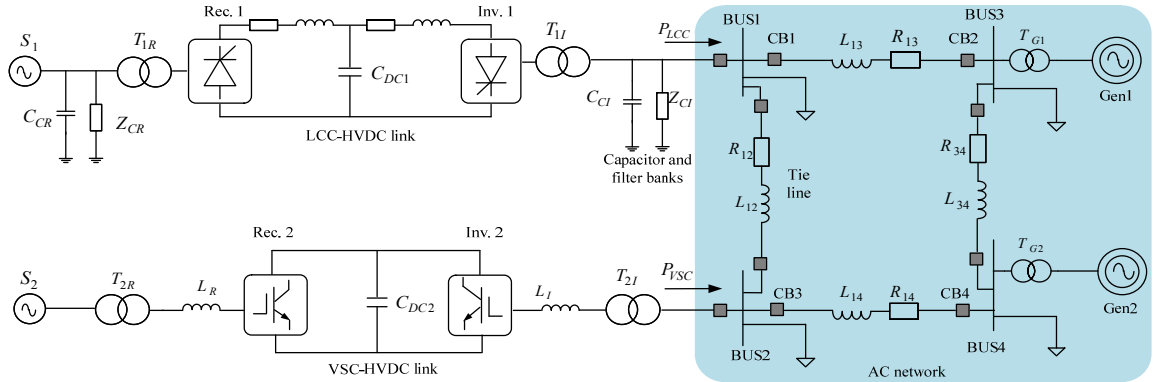 S1
T1R
Rec. 1
Inv. 1
T1I
PLCC
BUS1
CB1
L13
R13
CB2
BUS3
TG1
Gen1
CCR
ZCR
CDC1
LCC-HVDC link
CCI
ZCI
Capacitor and
filter banks
R12
L12
Tie
line
R34
L34
S2
T2R
LR
Rec. 2
Inv. 2
CDC2
LI
T2I
PVSC
BUS2
CB3
L14
R14
CB4
BUS4
TG2
Gen2
VSC-HVDC link
AC network